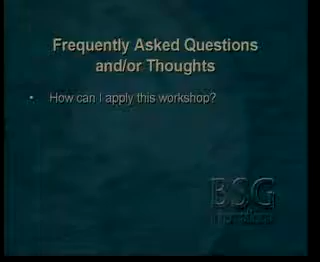 Frequently Asked Questions
and/or Thoughts
• How can I apply this workshop?
BSG